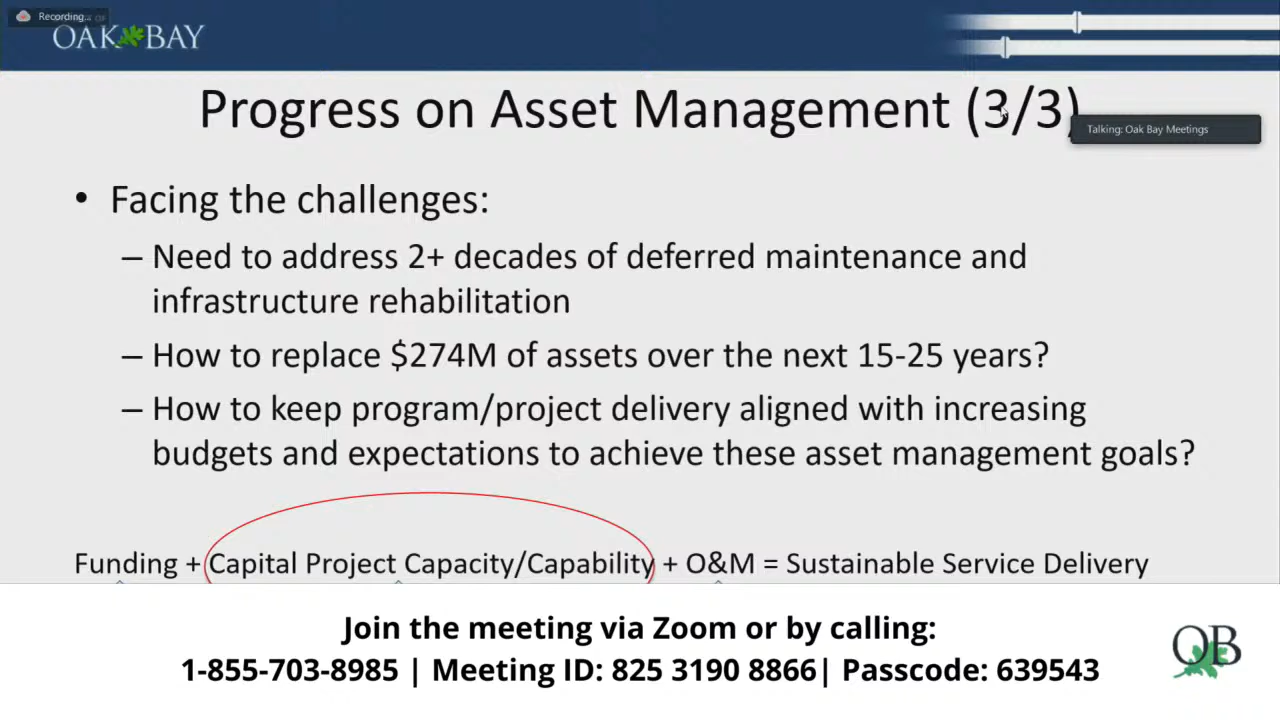 Recording...
OAK BAY
Progress on Asset Management (3/3)
Talking: Oak Bay Meetings
• Facing the challenges:
– Need to address 2+ decades of deferred maintenance and
infrastructure rehabilitation
– How to replace $274M of assets over the next 15-25 years?
– How to keep program/project delivery aligned with increasing
budgets and expectations to achieve these asset management goals?
Funding + Capital Project Capacity/Capability + O&M = Sustainable Service Delivery
Join the meeting via Zoom or by calling:
1-855-703-8985 | Meeting ID: 825 3190 8866| Passcode: 639543
OB